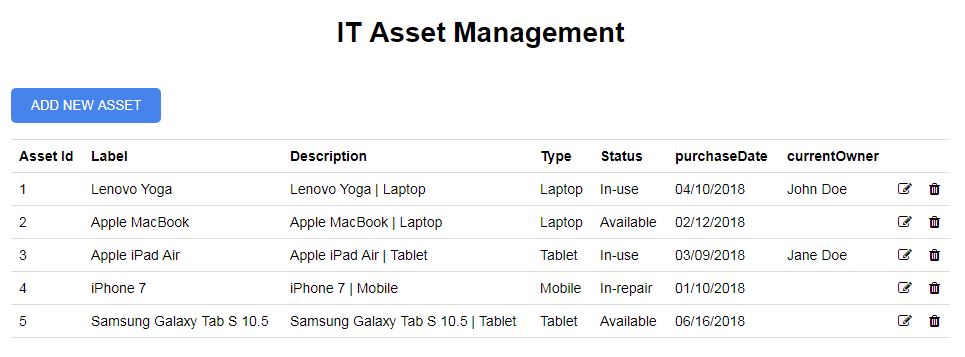 IT Asset Management
ADD NEW ASSET
Asset Id Label Description Type Status purchaseDate currentOwner
1 Lenovo Yoga Lenovo Yoga | Laptop Laptop In-use 04/10/2018 John Doe
2 Apple MacBook Apple MacBook | Laptop Laptop Available 02/12/2018
3 Apple iPad Air Apple iPad Air | Tablet Tablet In-use 03/09/2018 Jane Doe
4 iPhone 7 iPhone 7 | Mobile Mobile In-repair 01/10/2018
5 Samsung Galaxy Tab S 10.5 Samsung Galaxy Tab S 10.5 | Tablet Tablet Available 06/16/2018